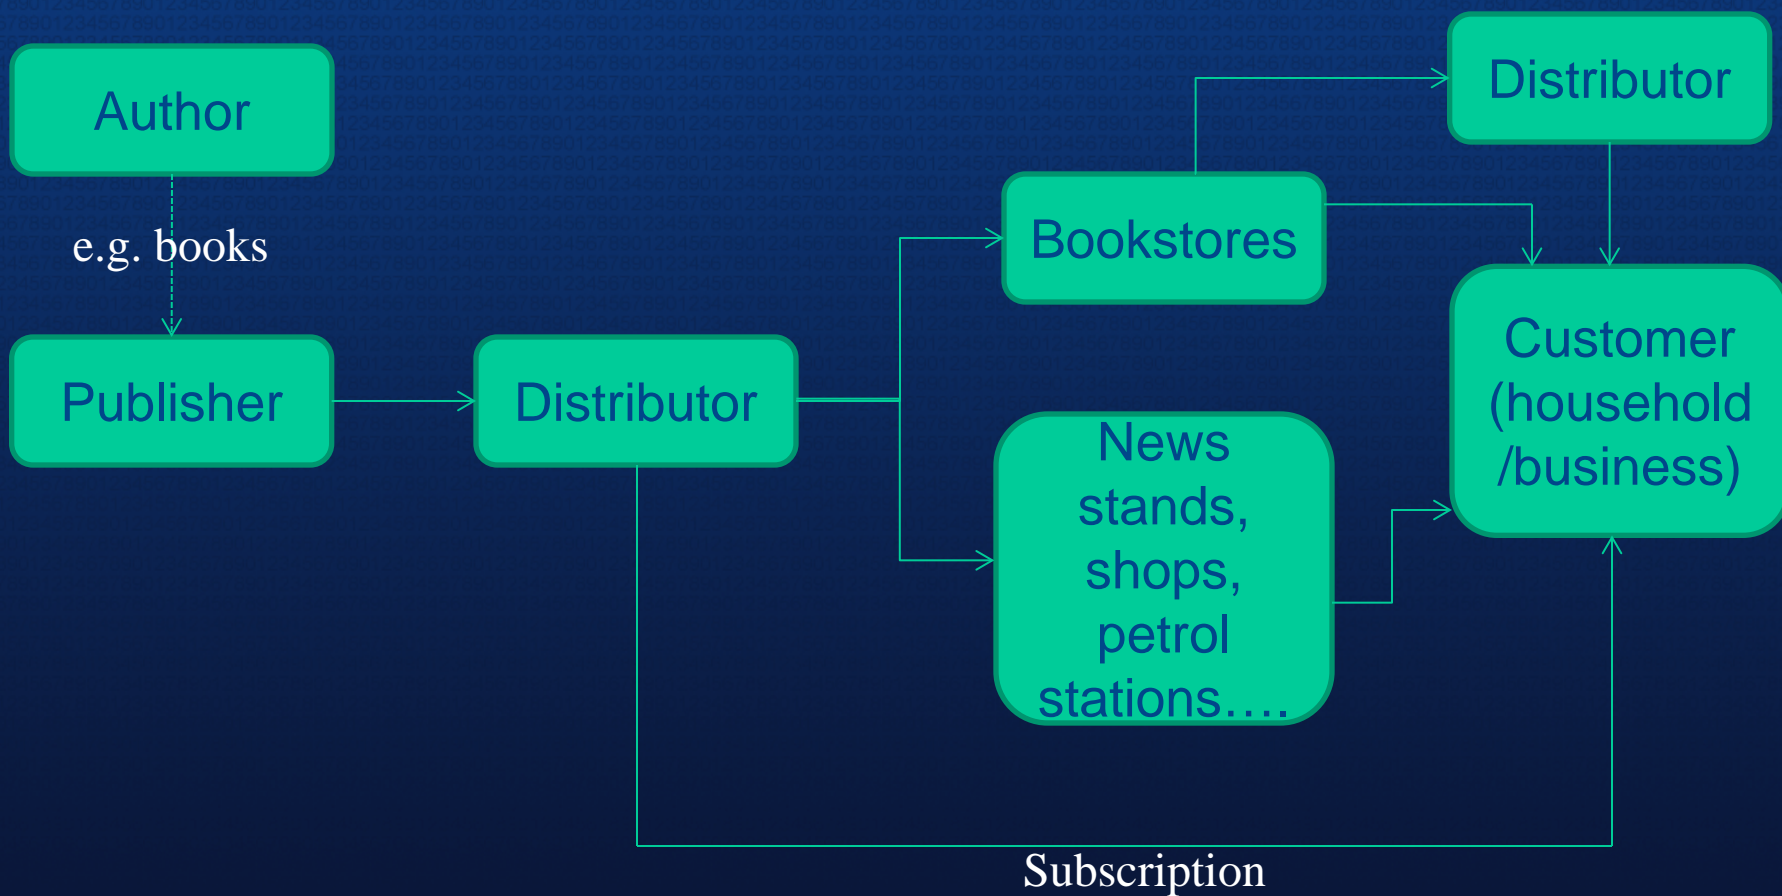 Author
Distributor
e.g. books
Bookstores
Publisher
Distributor
Customer
(household
/business)
News
stands,
shops,
petrol
stations….
Subscription